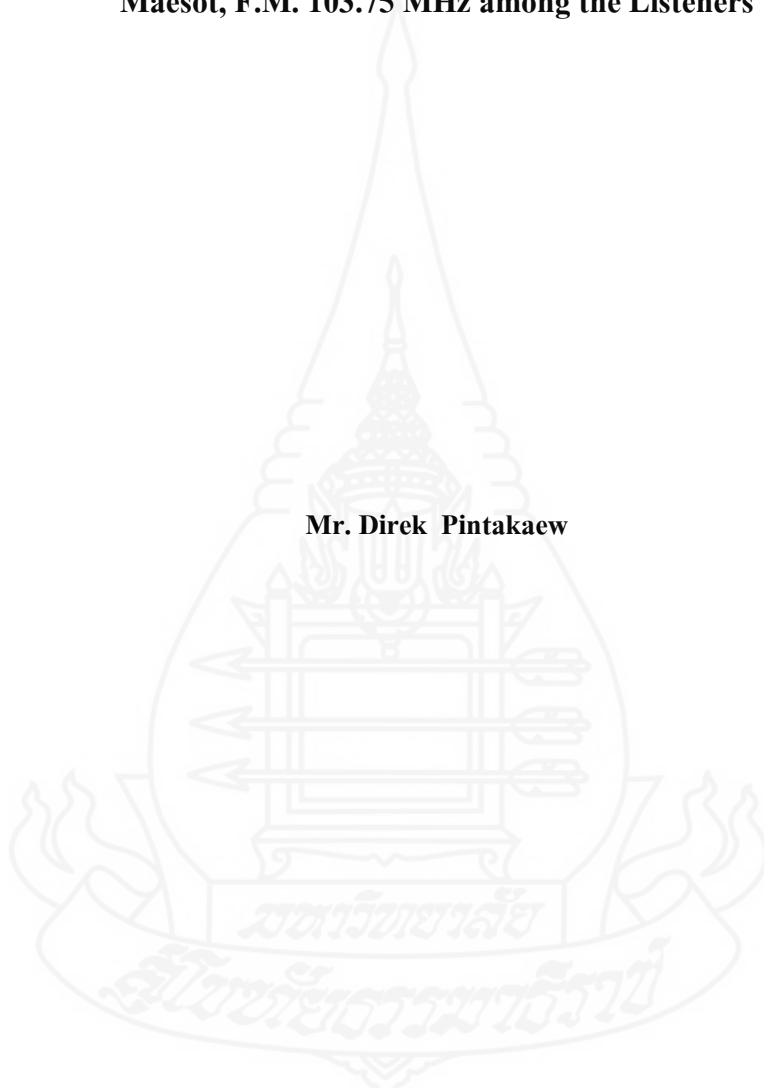 Maesot, F.M. 103.75 MHz among the Listeners
Mr. Direk Pintakaew
มหาวิทยาลัย
สุโขทัยธรรมาธิราช